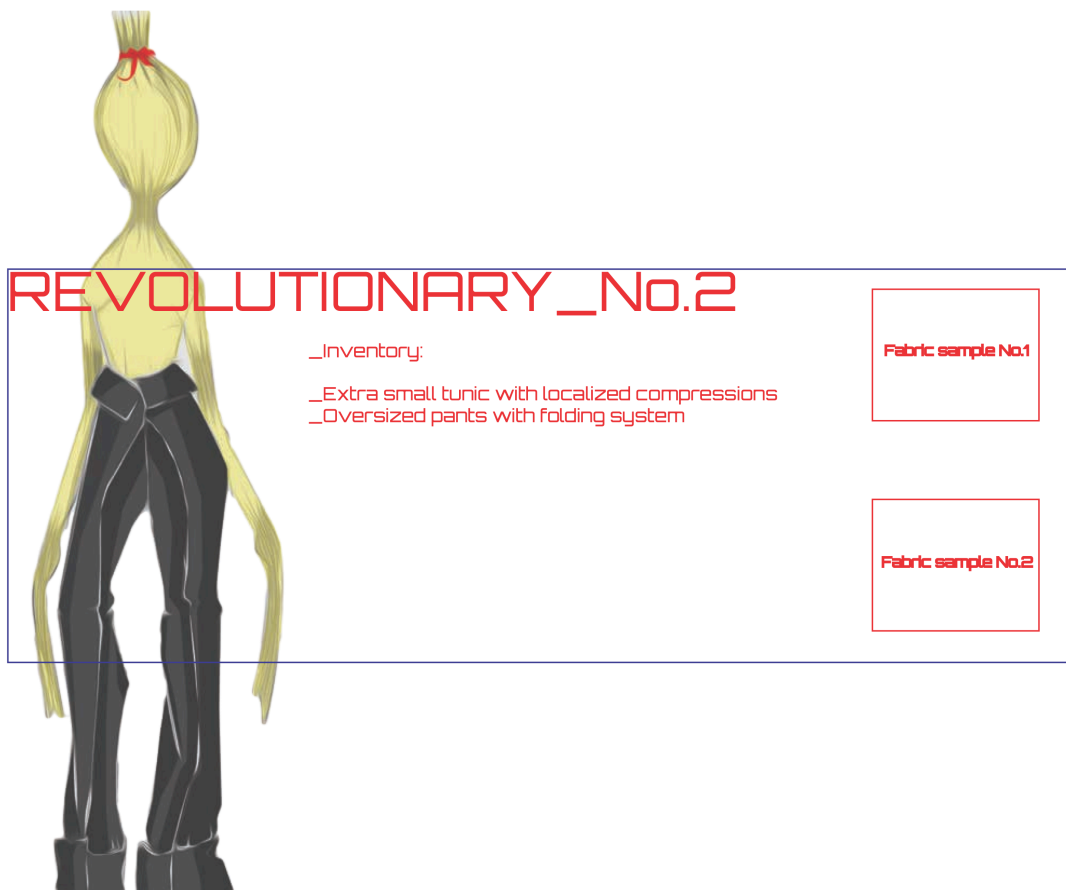 REVOLUTIONARY_No.2
_Inventory:
_Extra small tunic with localized compressions
_Oversized pants with folding system
Fabric sample No.1
Fabric sample No.2